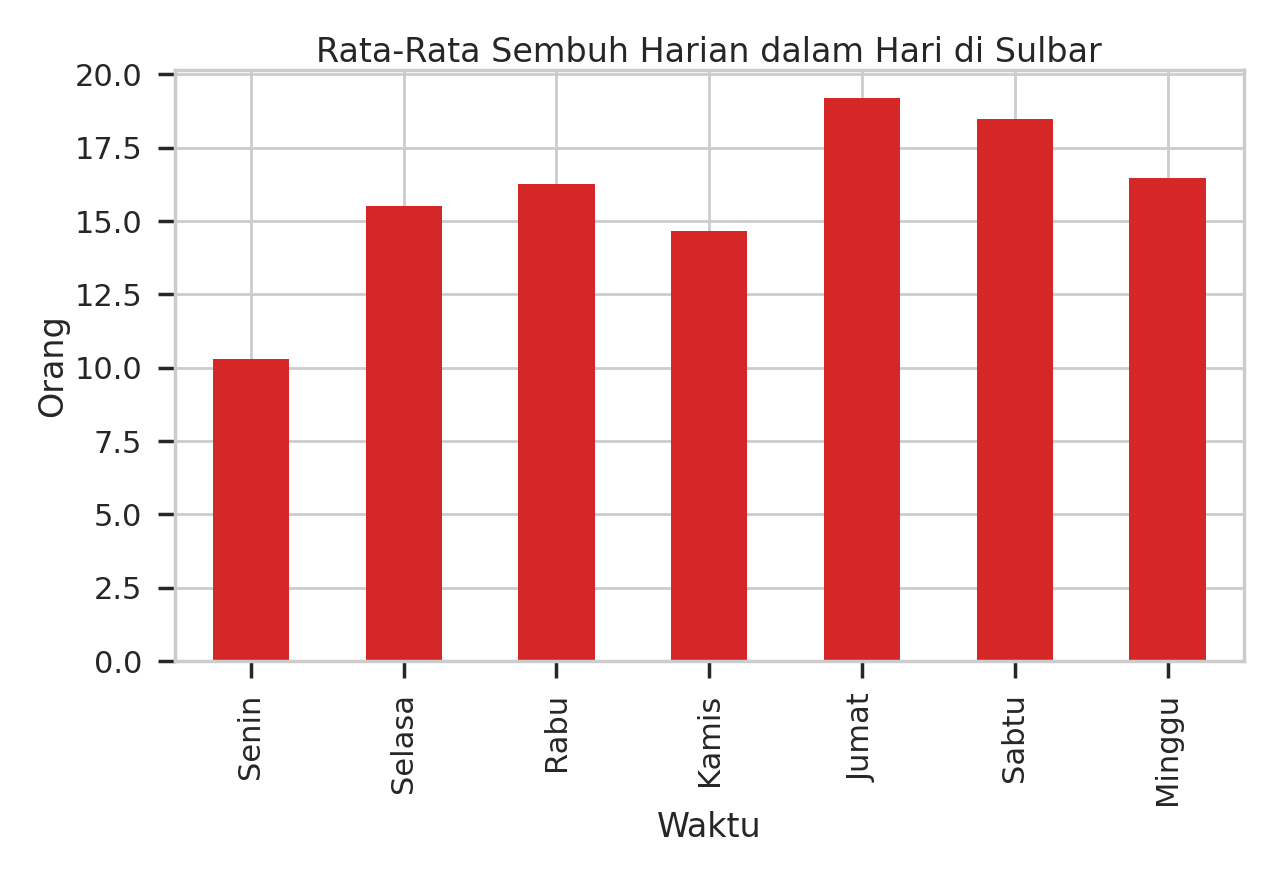 Rata-Rata Sembuh Harian dalam Hari di Sulbar
20.0
17.5
15.0
12.5
10.0
7.5
5.0
2.5
0.0
Orang
Senin
Selasa
Rabu
Kamis
Jumat
Sabtu
Minggu
Waktu